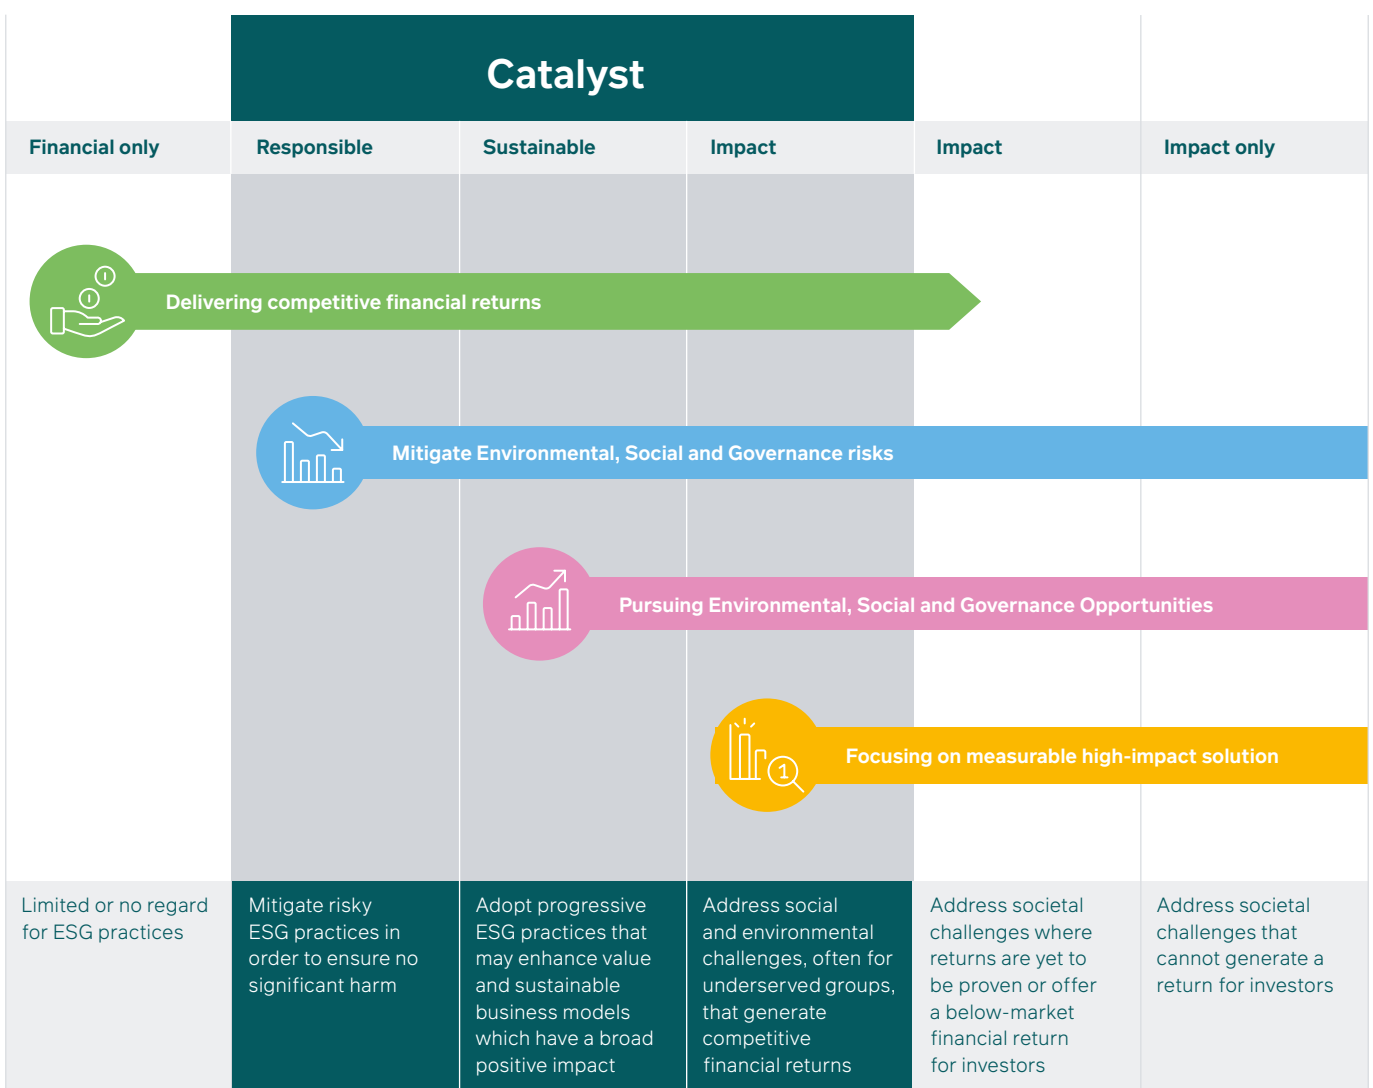 Catalyst
Financial only
Responsible
Sustainable
Impact
Impact
Impact only
Delivering competitive financial returns
Mitigate Environmental, Social and Governance risks
Pursuing Environmental, Social and Governance Opportunities
1
Focusing on measurable high-impact solution
Limited or no regard
for ESG practices
Mitigate risky
ESG practices in
order to ensure no
significant harm
Adopt progressive
ESG practices that
may enhance value
and sustainable
business models
which have a broad
positive impact
Address social
and environmental
challenges, often for
underserved groups,
that generate
competitive
financial returns
Address societal
challenges where
returns are yet to
be proven or offer
a below-market
financial return
for investors
Address societal
challenges that
cannot generate a
return for investors